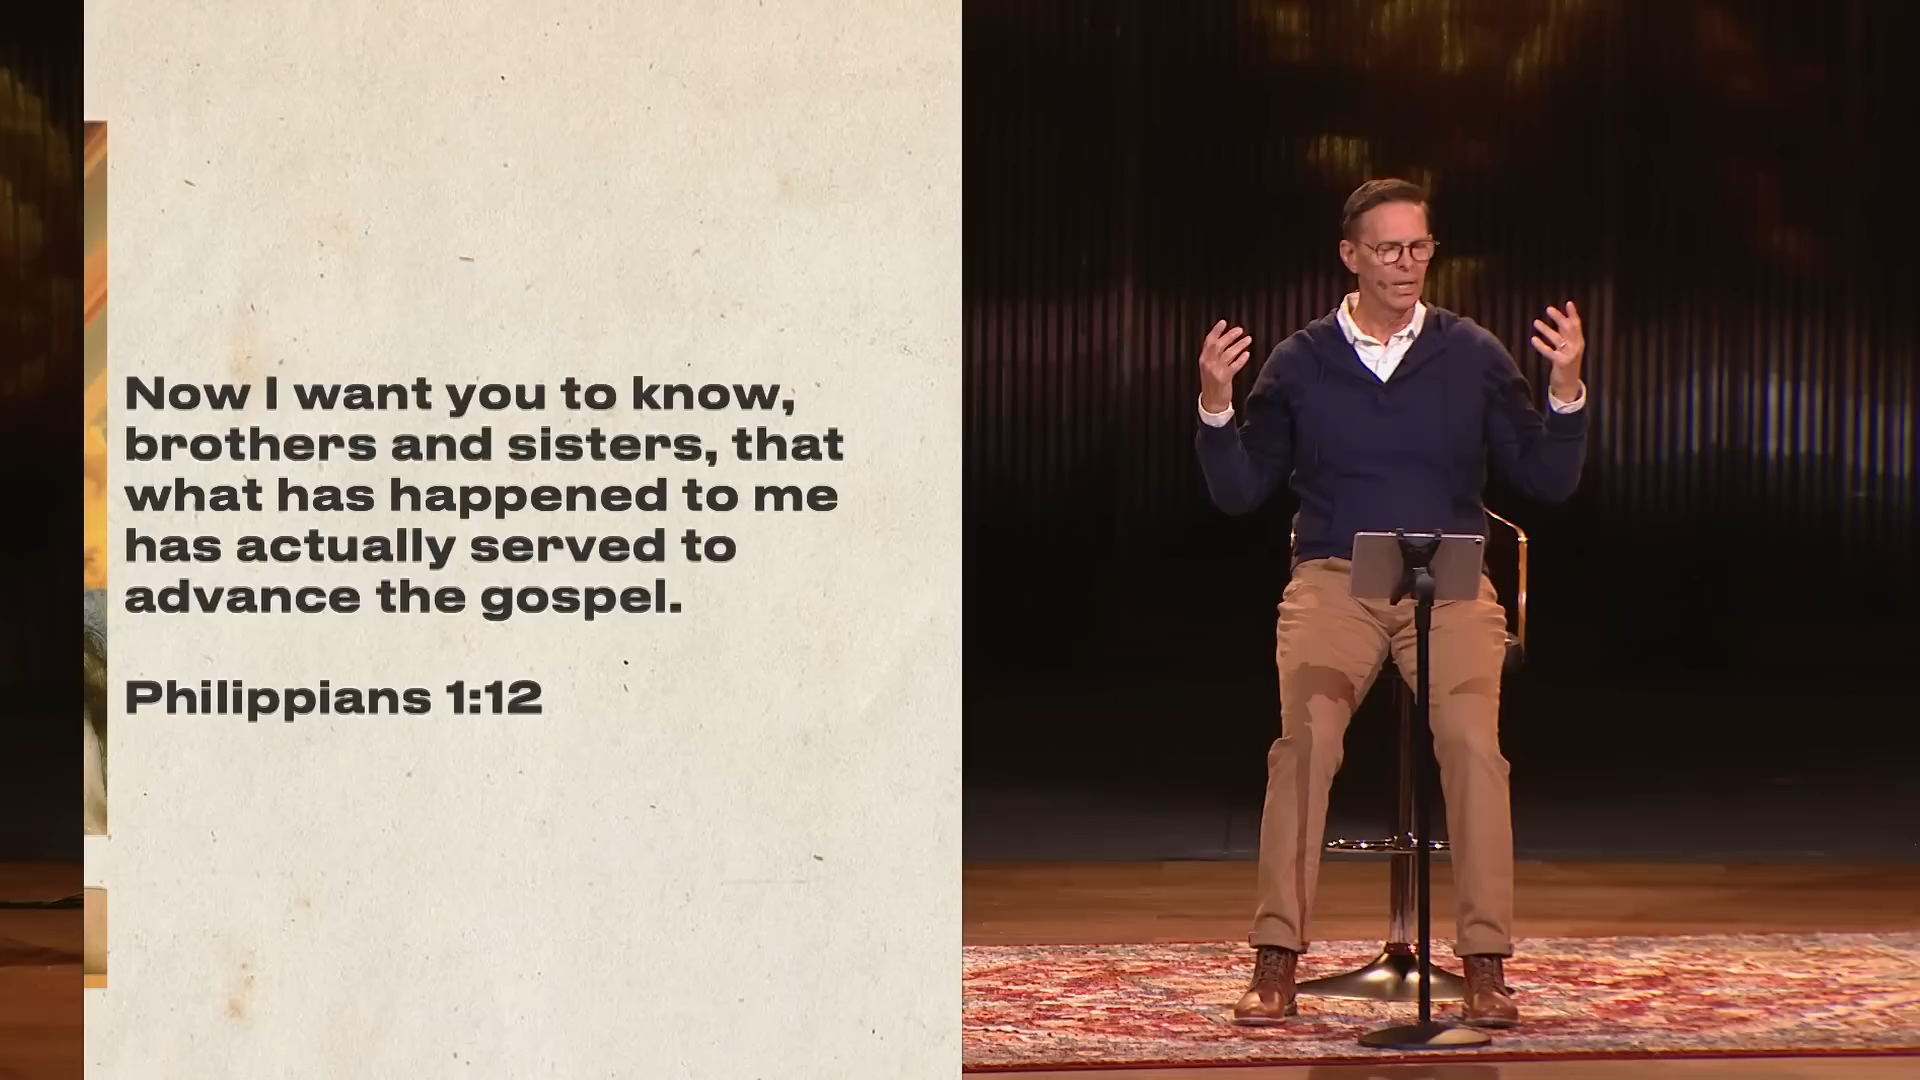 Now I want you to know,
brothers and sisters, that
what has happened to me
has actually served to
advance the gospel.
Philippians 1:12